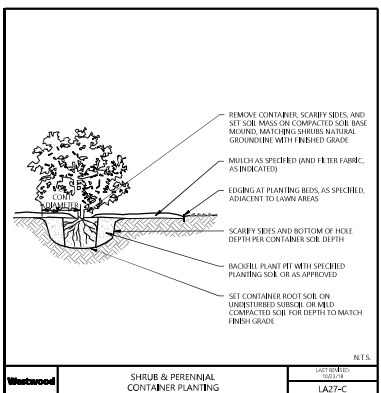 REMOVE CONTAINER, SCARIFY SIDES, AND
SET SOIL MASS ON COMPACTED SOIL BASE
MOUND, MATCHING SHRUBS NATURAL
GROUNDLINE WITH FINISHED GRADE
MULCH AS SPECIFIED (AND FILTER FABRIC,
AS INDICATED)
CONT.
DIAMETER
EDGING AT PLANTING BEDS, AS SPECIFIED,
ADJACENT TO LAWN AREAS
SCARIFY SIDES AND BOTTOM OF HOLE.
DEPTH PER CONTAINER SOIL DEPTH
BACKFILL PLANT PIT WITH SPECIFIED
PLANTING SOIL OR AS APPROVED
SET CONTAINER ROOT SOIL ON
UNDISTURBED SUBSOIL OR MILD
COMPACTED SOIL FOR DEPTH TO MATCH
FINISH GRADE
N.T.S.
Westwood
SHRUB & PERENNIAL
CONTAINER PLANTING
LAST REVISED:
10/23/18
LA27-C